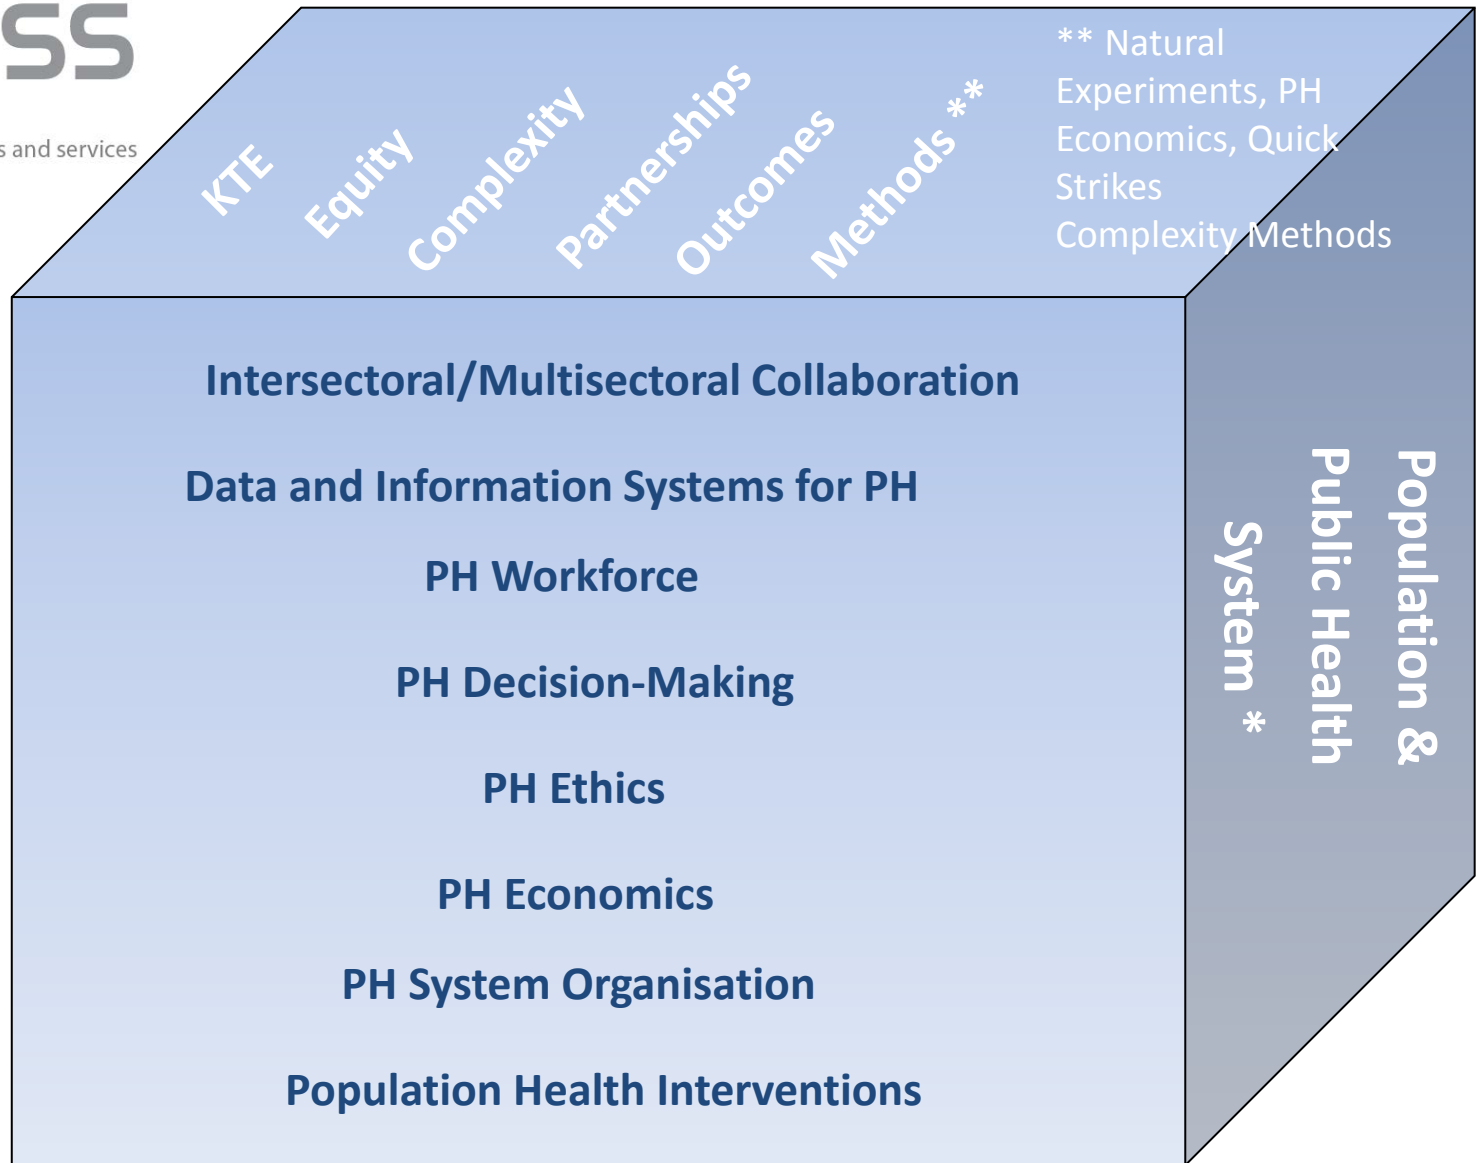 SS
s and services
KTE
Equity
Complexity
Partnerships
Outcomes
Methods **
** Natural
Experiments, PH
Economics, Quick
Strikes
Complexity Methods
Intersectoral/Multisectoral Collaboration
Data and Information Systems for PH
PH Workforce
PH Decision-Making
PH Ethics
PH Economics
PH System Organisation
Population Health Interventions
Population &
Public Health
System *